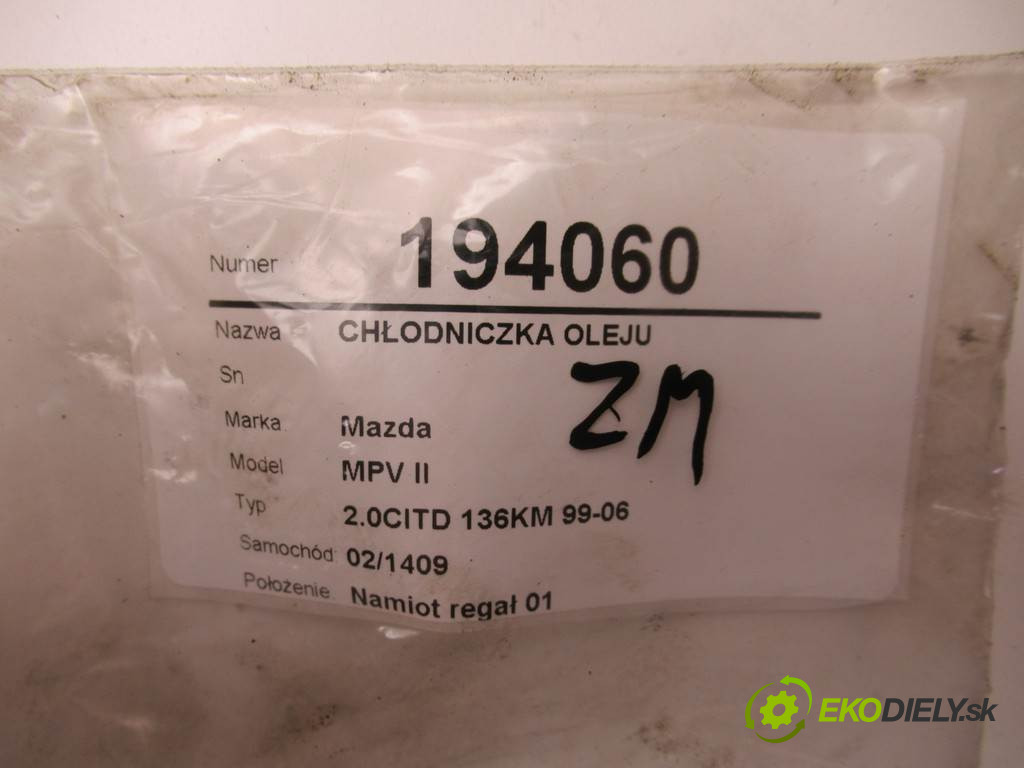 Numer 194060
Nazwa CHŁODNICZKA OLEJU
Sn
ZM
Marka Mazda
Model MPV II
Typ 2.0CITD 136KM 99-06
Samochód 02/1409
Położenie Namiot regał 01
EKODIELY.sk